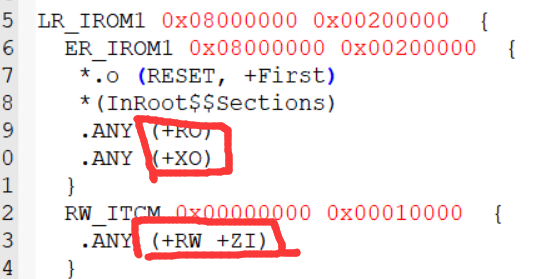 5 LR_IROM1 0x08000000 0x00200000 {
6 ER_IROM1 0x08000000 0x00200000 {
7 *.o (RESET, +First)
8 *(InRoot$$Sections)
9 .ANY (+RO)
0 .ANY (+XO)
1 }
2 RW_ITCM 0x00000000 0x00010000 {
3 .ANY (+RW +ZI)
4 }